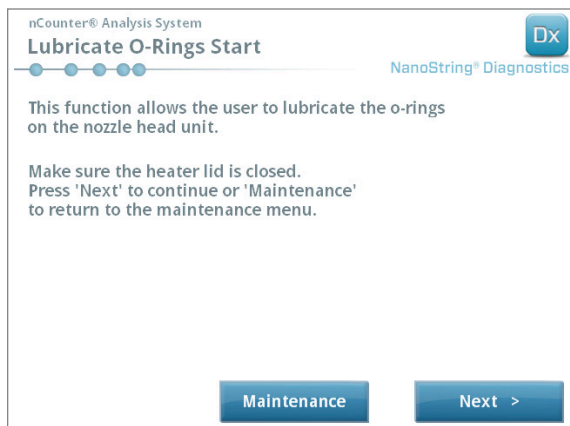 nCounter® Analysis System
Lubricate O-Rings Start
Dx
NanoString® Diagnostics
This function allows the user to lubricate the o-rings
on the nozzle head unit.
Make sure the heater lid is closed.
Press 'Next' to continue or 'Maintenance'
to return to the maintenance menu.
Maintenance
Next >